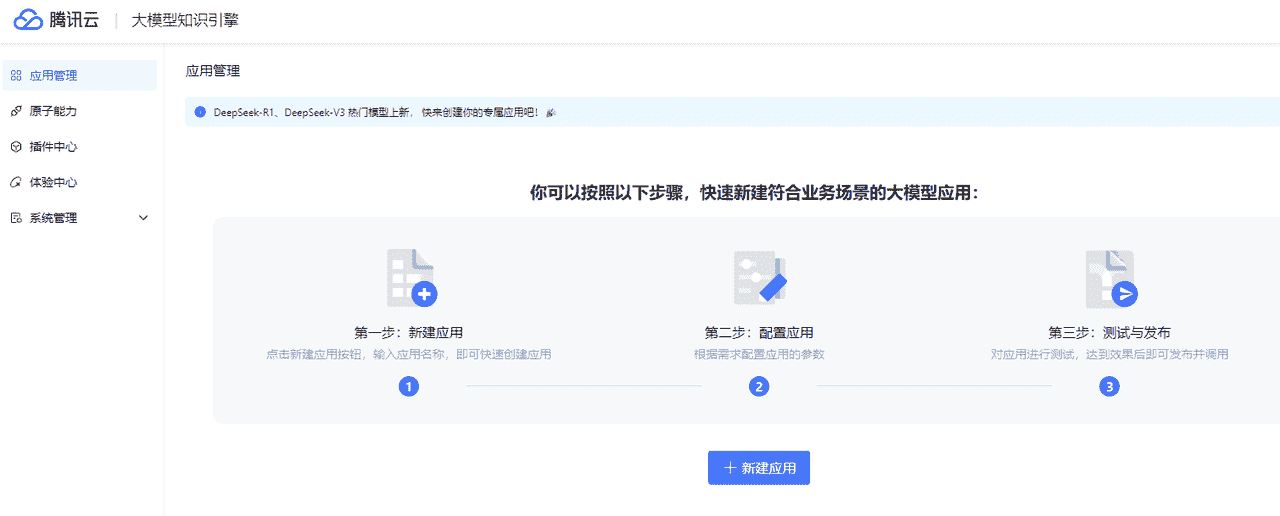 腾讯云 | 大模型知识引擎
应用管理
原子能力
插件中心
体验中心
系统管理
应用管理
DeepSeek-R1、DeepSeek-V3 热门模型上新，快来创建你的专属应用吧！🎉
你可以按照以下步骤，快速新建符合业务场景的大模型应用：
第一步：新建应用
点击新建应用按钮，输入应用名称，即可快速创建应用
1
第二步：配置应用
根据需求配置应用的参数
2
第三步：测试与发布
对应用进行测试，达到效果后即可发布并调用
3
+ 新建应用